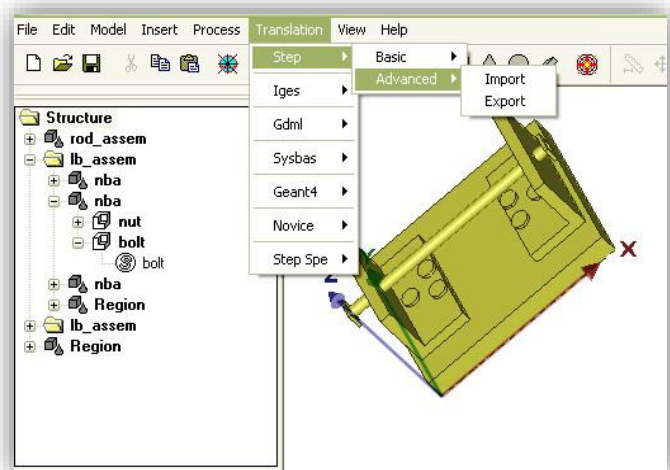 File Edit Model Insert Process Translation View Help
Step Basic
Advanced Import
Export
Iges
Gdml
Sysbas
Geant4
Novice
Step Spe
Structure
rod_assem
lb_assem
nba
nba
nut
bolt
S bolt
nba
Region
lb_assem
Region
X
Z